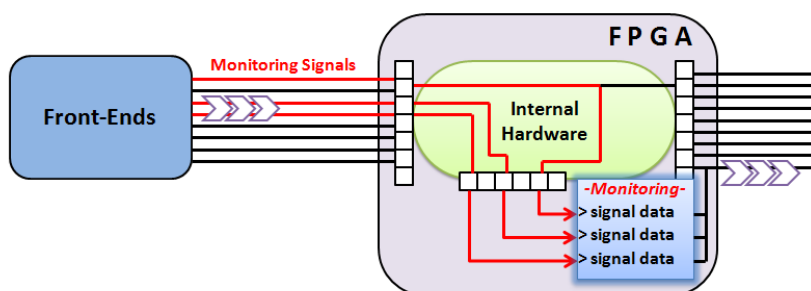 F P G A
Monitoring Signals
Front-Ends
Internal
Hardware
-Monitoring-
> signal data
> signal data
> signal data